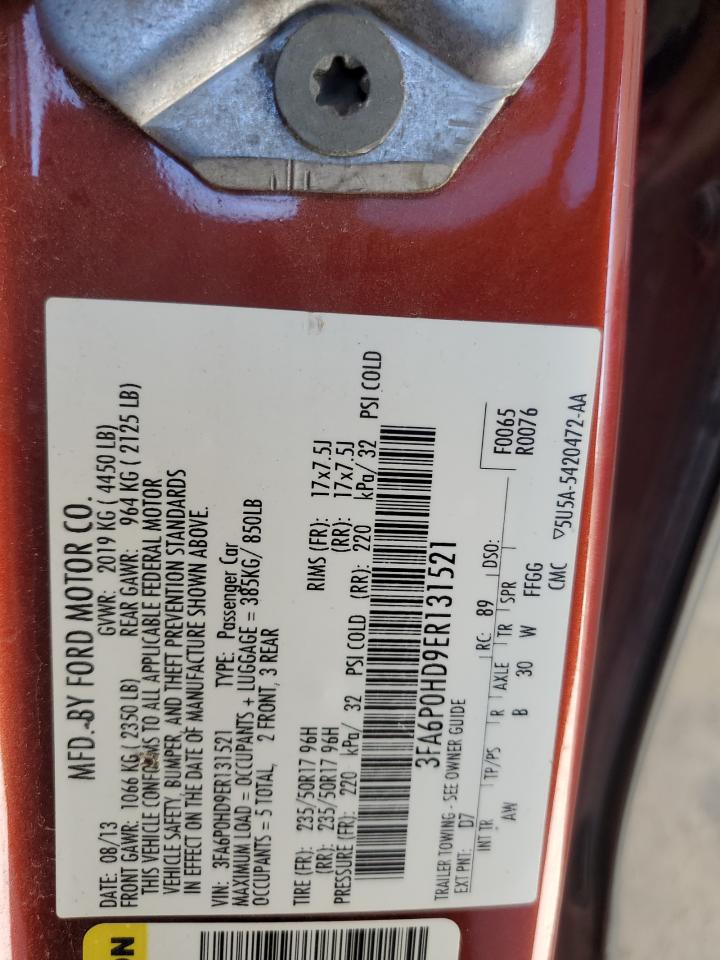 MFD. BY FORD MOTOR CO.
DATE: 08/13 GVWR: 2019 KG ( 4450 LB)
FRONT GAWR: 1066 KG ( 2350 LB) REAR GAWR: 964 KG ( 2125 LB)
THIS VEHICLE CONFORMS TO ALL APPLICABLE FEDERAL MOTOR
VEHICLE SAFETY, BUMPER, AND THEFT PREVENTION STANDARDS
IN EFFECT ON THE DATE OF MANUFACTURE SHOWN ABOVE.
VIN: 3FA6P0HD9ER131521 TYPE: Passenger Car
MAXIMUM LOAD = OCCUPANTS + LUGGAGE = 385KG/ 850LB
OCCUPANTS = 5 TOTAL, 2 FRONT, 3 REAR
TIRE (FR): 235/50R17 96H RIMS (FR): 17x7.5J
(RR): 235/50R17 96H (RR): 17x7.5J
PRESSURE (FR): 220 kPa/ 32 PSI COLD (RR): 220 kPa/ 32 PSI COLD
3FA6P0HD9ER131521
TRAILER TOWING - SEE OWNER GUIDE F0065
EXT PNT: D7 RC: 89 DSO: R0076
INT TR TP/PS R AXLE TR SPR
AW B 30 W FFGG
CMC ▽5U5A-5420472-AA
ON